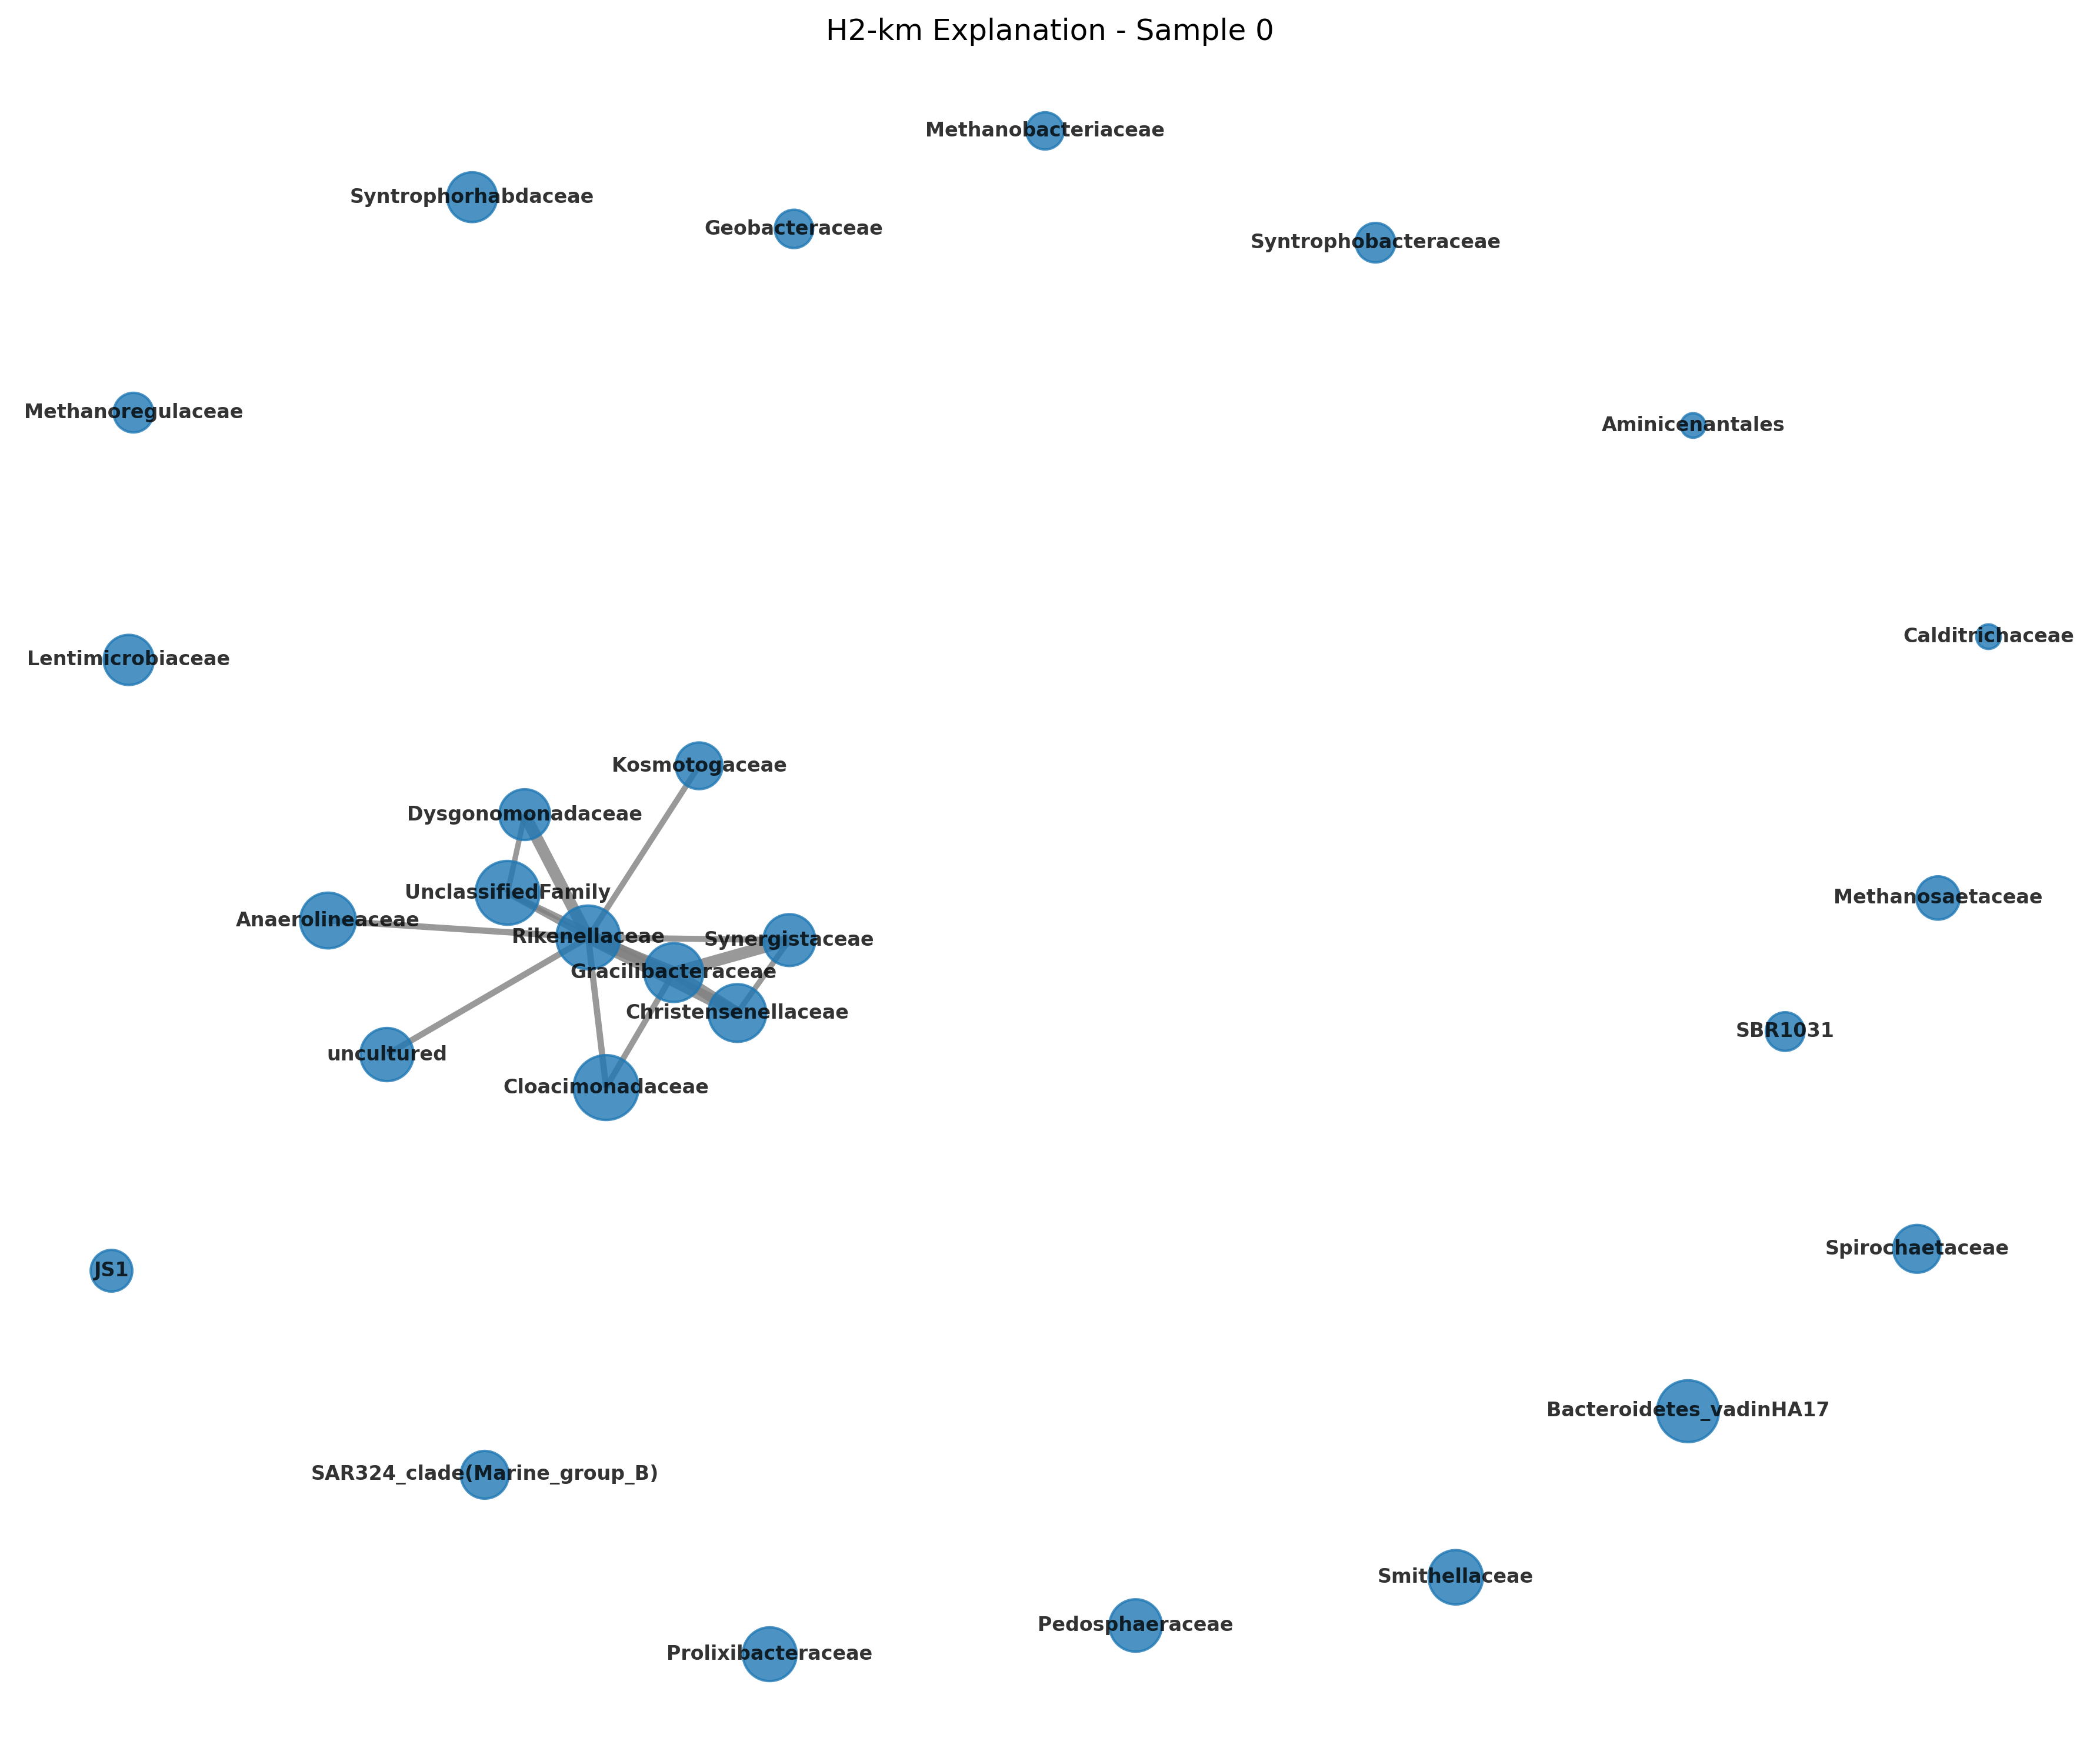 H2-km Explanation - Sample 0
Methanobacteriaceae
Syntrophorhabdaceae
Geobacteraceae
Syntrophobacteraceae
Methanoregulaceae
Aminicenantales
Calditrichaceae
Lentimicrobiaceae
Kosmotogaceae
Dysgonomonadaceae
UnclassifiedFamily
Methanosaetaceae
Anaerolineaceae
Rikenellaceae
Synergistaceae
Gracilibacteraceae
Christensenellaceae
SBR1031
uncultured
Cloacimonadaceae
Spirochaetaceae
JS1
Bacteroidetes_vadinHA17
SAR324_clade(Marine_group_B)
Smithellaceae
Pedosphaeraceae
Prolixibacteraceae